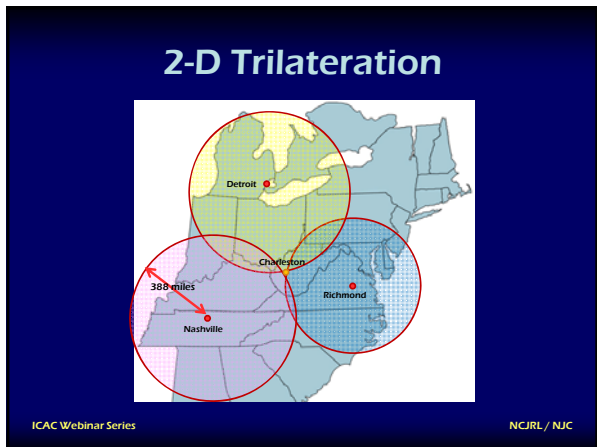 2-D Trilateration
Detroit
Charleston
388 miles
Richmond
Nashville
ICAC Webinar Series
NCJRL / NJC